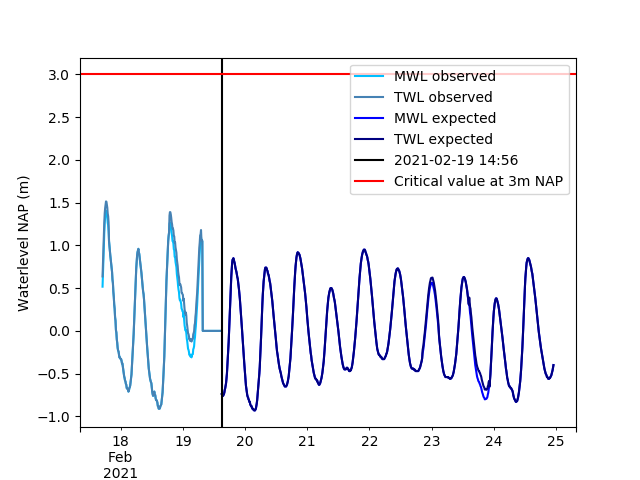 3.0
2.5
2.0
1.5
1.0
0.5
0.0
−0.5
−1.0
Waterlevel NAP (m)
MWL observed
TWL observed
MWL expected
TWL expected
2021-02-19 14:56
Critical value at 3m NAP
18 19 20 21 22 23 24 25
Feb
2021